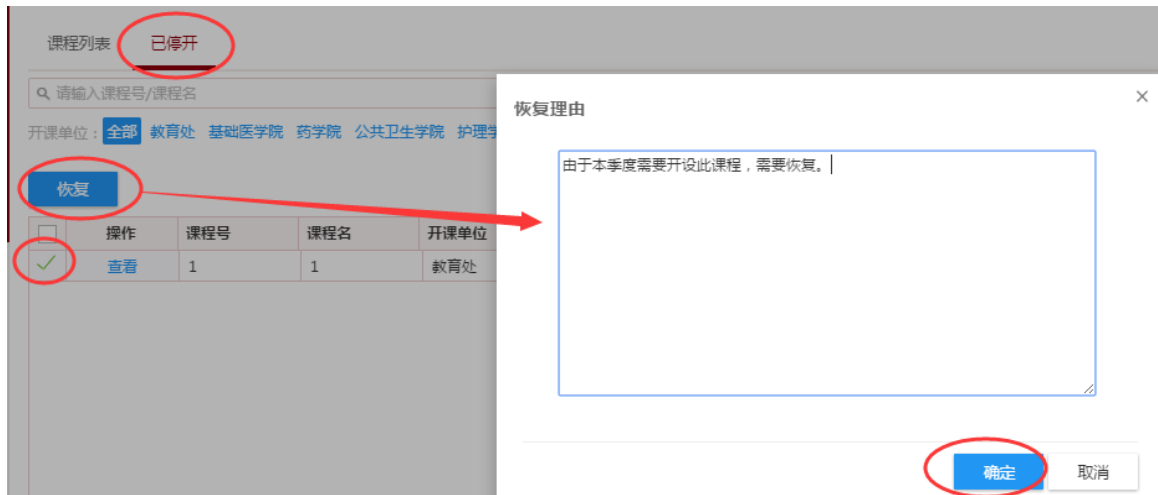 课程列表 已停开
请输入课程号/课程名
开课单位：全部 教育处 基础医学院 药学院 公共卫生学院 护理学
恢复
操作 课程号 课程名 开课单位
查看 1 1 教育处
恢复理由
由于本季度需要开设此课程，需要恢复。
确定 取消